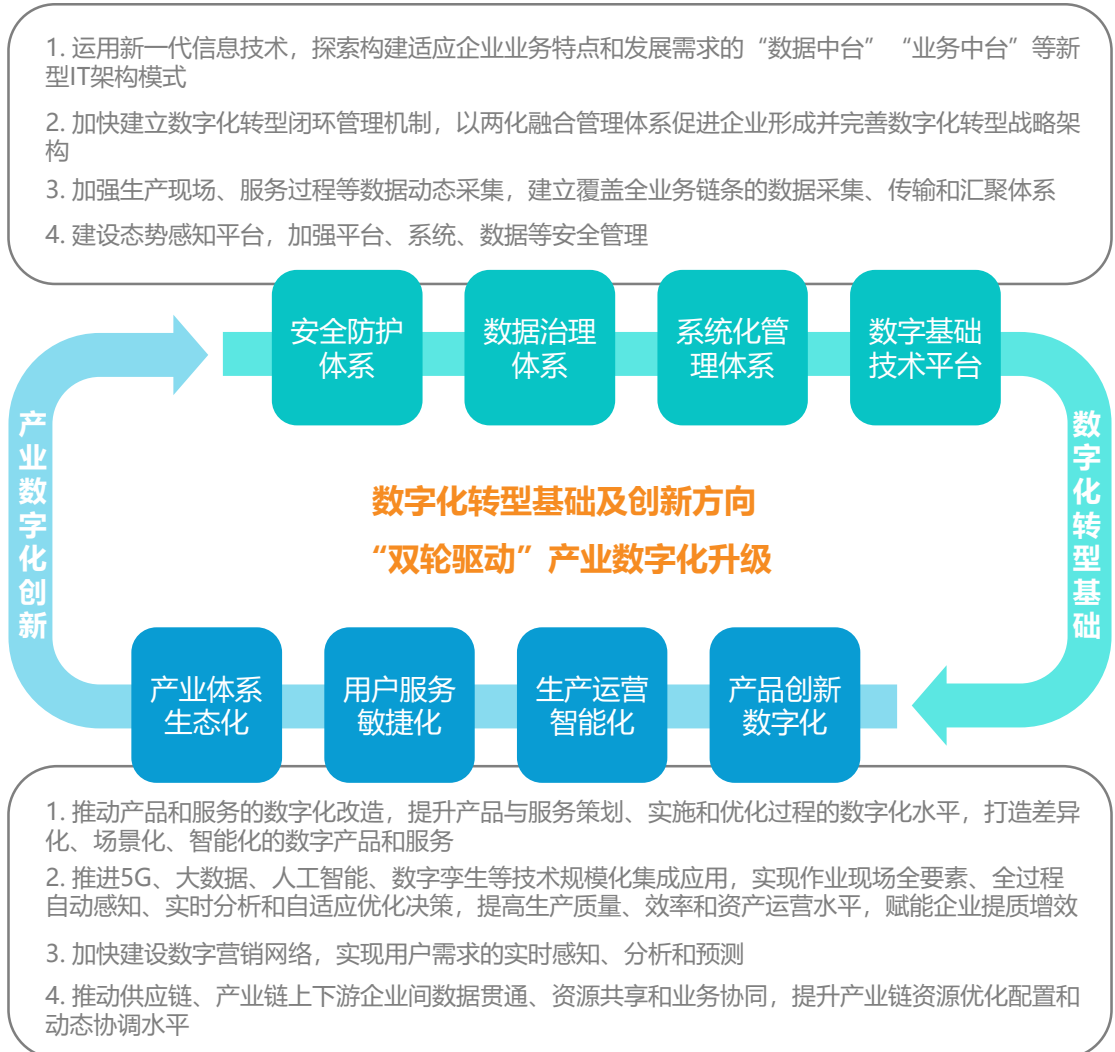 1. 运用新一代信息技术，探索构建适应企业业务特点和发展需求的“数据中台”“业务中台”等新
型IT架构模式
2. 加快建立数字化转型闭环管理机制，以两化融合管理体系促进企业形成并完善数字化转型战略架
构
3. 加强生产现场、服务过程等数据动态采集，建立覆盖全业务链条的数据采集、传输和汇聚体系
4. 建设态势感知平台，加强平台、系统、数据等安全管理
安全防护
体系
数据治理
体系
系统化管
理体系
数字基础
技术平台
产业数字化创新
数字化转型基础
数字化转型基础及创新方向
“双轮驱动”产业数字化升级
产业体系
生态化
用户服务
敏捷化
生产运营
智能化
产品创新
数字化
1. 推动产品和服务的数字化改造，提升产品与服务策划、实施和优化过程的数字化水平，打造差异
化、场景化、智能化的数字产品和服务
2. 推进5G、大数据、人工智能、数字孪生等技术规模化集成应用，实现作业现场全要素、全过程
自动感知、实时分析和自适应优化决策，提高生产质量、效率和资产运营水平，赋能企业提质增效
3. 加快建设数字营销网络，实现用户需求的实时感知、分析和预测
4. 推动供应链、产业链上下游企业间数据贯通、资源共享和业务协同，提升产业链资源优化配置和
动态协调水平